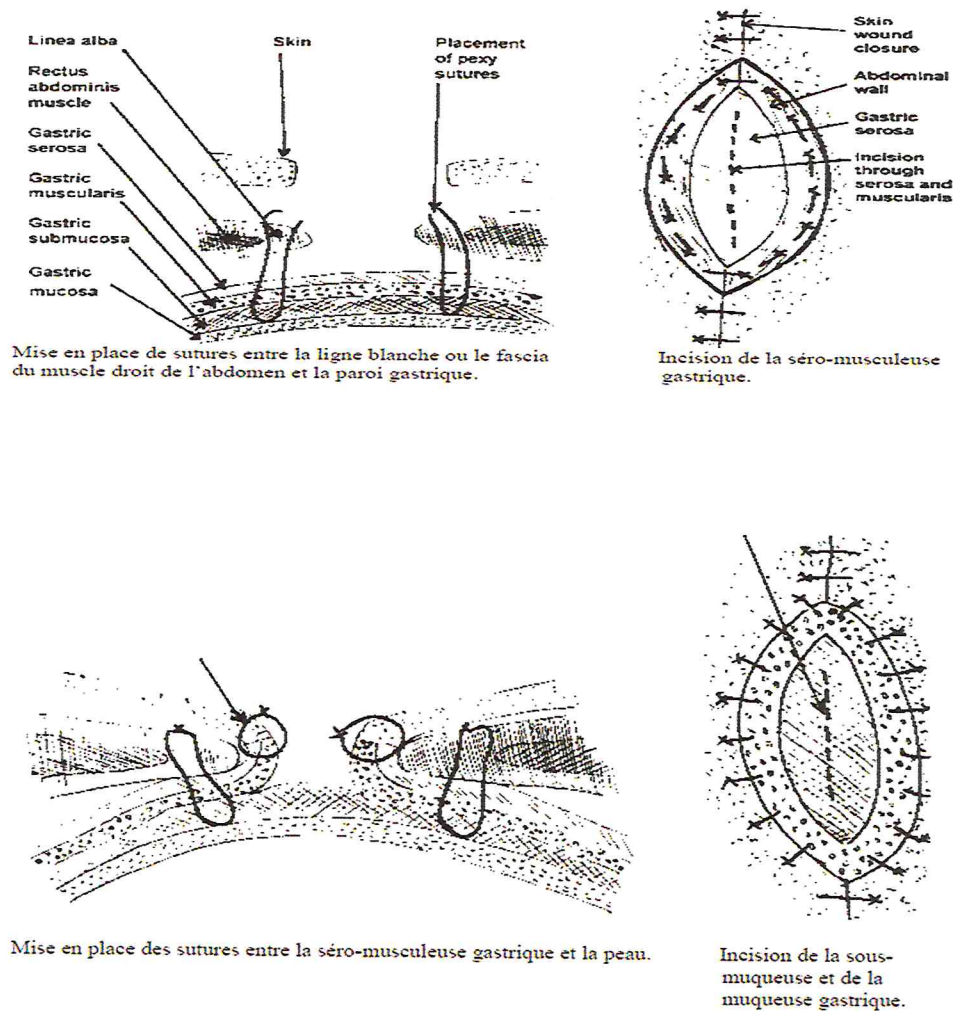 Linea alba
Rectus
abdominis
muscle
Gastric
serosa
Gastric
muscularis
Gastric
submucosa
Gastric
mucosa
Skin
Placement
of pexy
sutures
Mise en place de sutures entre la ligne blanche ou le fascia
du muscle droit de l'abdomen et la paroi gastrique.
Skin
wound
closure
Abdominal
wall
Gastric
serosa
Incision
through
serosa and
muscularis
Incision de la séro-musculeuse
gastrique.
Mise en place des sutures entre la séro-musculeuse gastrique et la peau.
Incision de la sous-
muqueuse et de la
muqueuse gastrique.